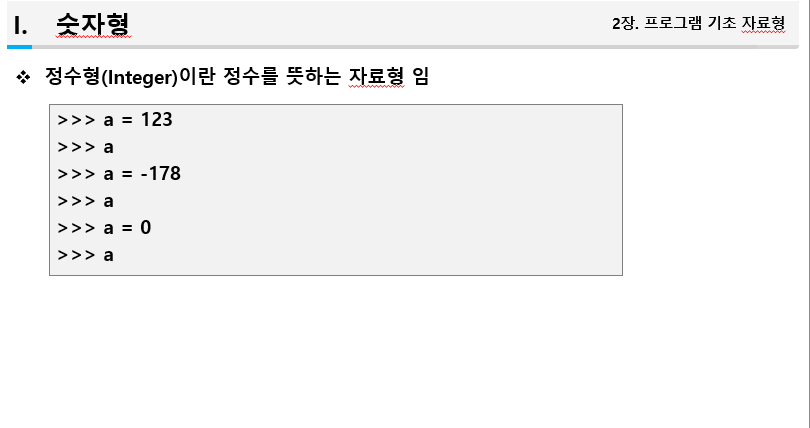 I. 숫자형
2장. 프로그램 기초 자료형
❖ 정수형(Integer)이란 정수를 뜻하는 자료형 임
>>> a = 123
>>> a
>>> a = -178
>>> a
>>> a = 0
>>> a